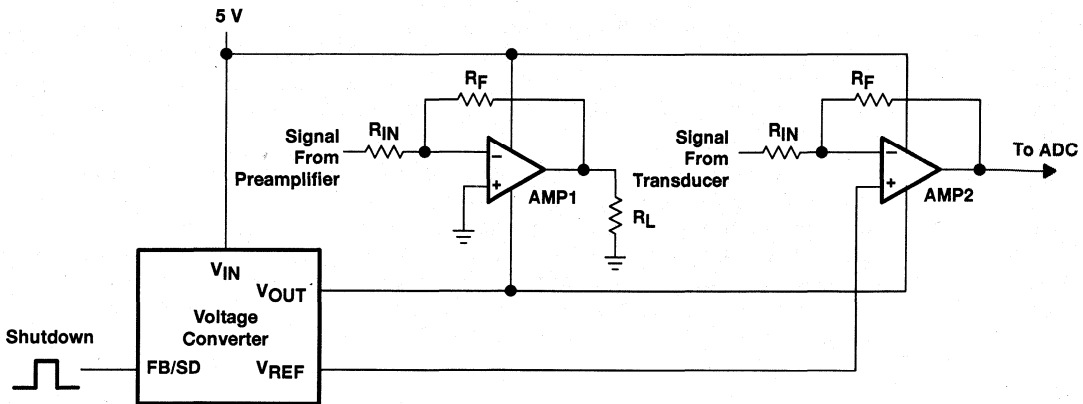 5 V
RF
RF
RIN
RIN
Signal
From
Preamplifier
Signal
From
Transducer
−
+
−
+
To ADC
AMP1
AMP2
RL
VIN
VOUT
Voltage
Converter
Shutdown
FB/SD
VREF